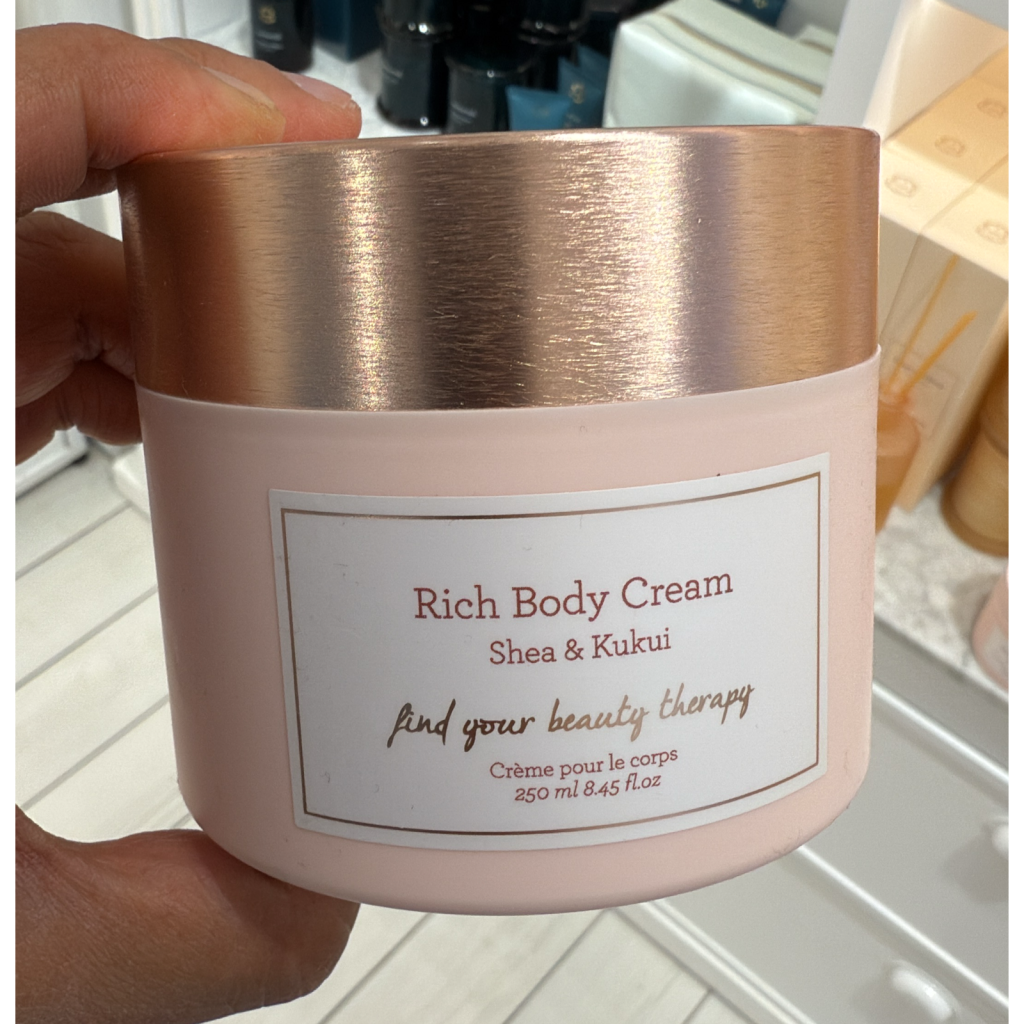 Rich Body Cream
Shea & Kukui
find your beauty therapy
Crème pour le corps
250 ml 8.45 fl.oz